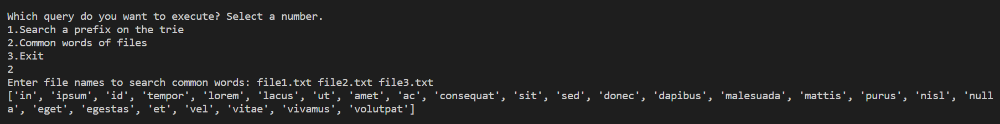 Which query do you want to execute? Select a number.
1.Search a prefix on the trie
2.Common words of files
3.Exit
2
Enter file names to search common words: file1.txt file2.txt file3.txt
['in', 'ipsum', 'id', 'tempor', 'lorem', 'lacus', 'ut', 'amet', 'ac', 'consequat', 'sit', 'sed', 'donec', 'dapibus', 'malesuada', 'mattis', 'purus', 'nisl', 'null
a', 'eget', 'egestas', 'et', 'vel', 'vitae', 'vivamus', 'volutpat']